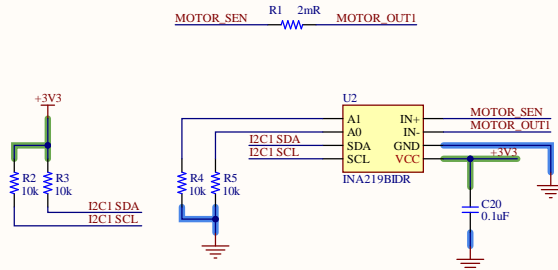 R1 2mR
MOTOR_SEN MOTOR_OUT1
+3V3
U2
A1 IN+ MOTOR_SEN
A0 IN- MOTOR_OUT1
I2C1 SDA SDA GND
I2C1 SCL SCL VCC +3V3
INA219BIDR
R2 R3 R4 R5
10k 10k 10k 10k
C20
0.1uF
I2C1 SDA
I2C1 SCL